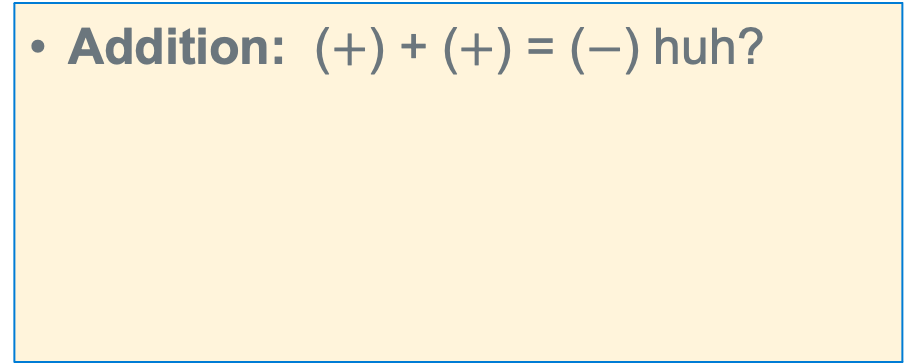 • Addition: (+) + (+) = (−) huh?